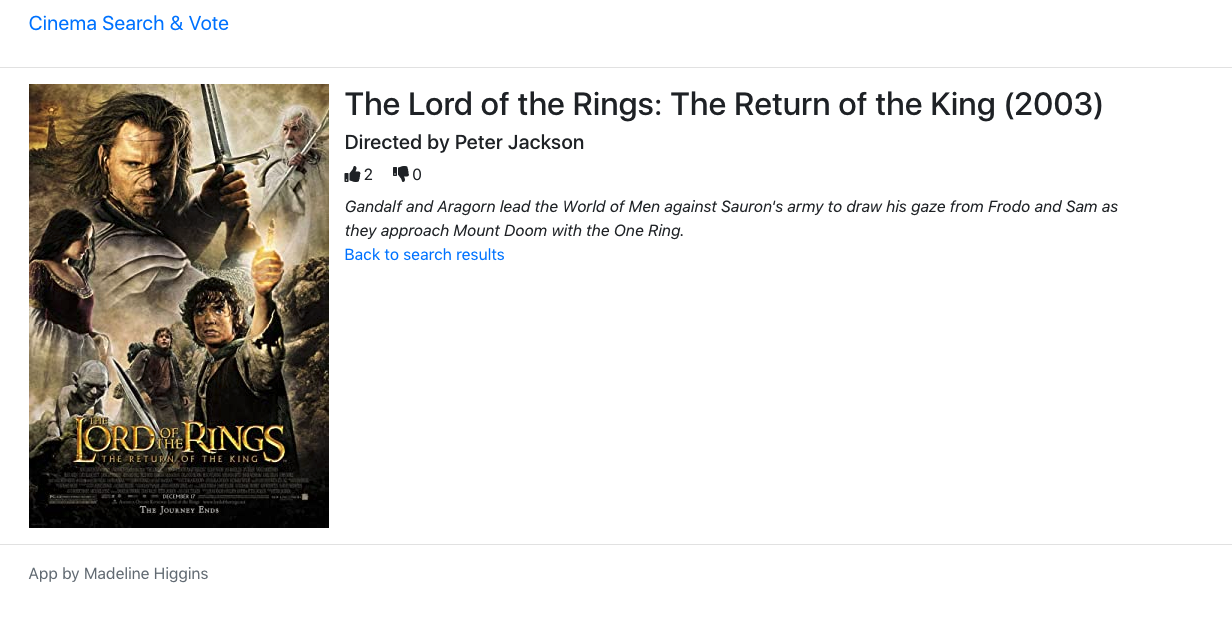 Cinema Search & Vote
The Lord of the Rings: The Return of the King (2003)
Directed by Peter Jackson
2 0
Gandalf and Aragorn lead the World of Men against Sauron's army to draw his gaze from Frodo and Sam as
they approach Mount Doom with the One Ring.
Back to search results
THE
LORD OF THE RINGS
THE RETURN OF THE KING
DECEMBER 17
THE JOURNEY ENDS
App by Madeline Higgins